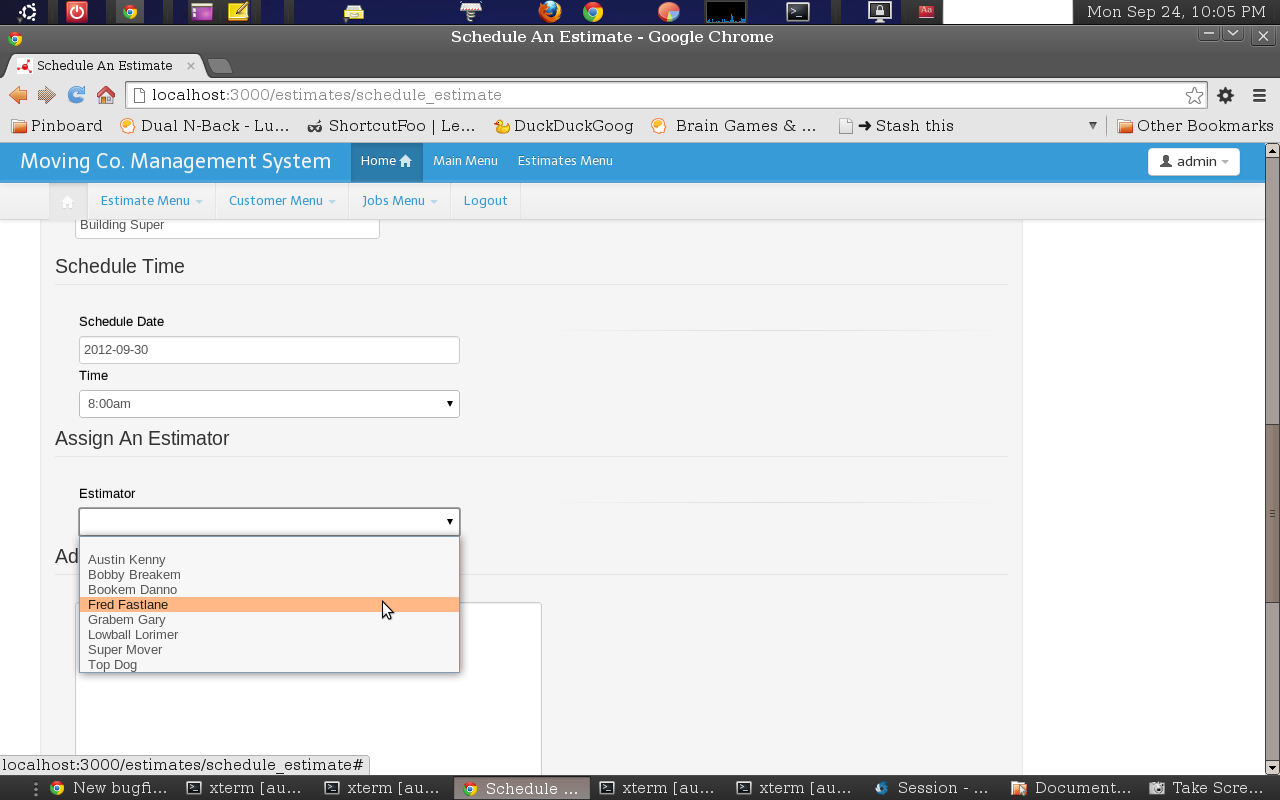 Mon Sep 24, 10:05 PM
Schedule An Estimate - Google Chrome
Schedule An Estimate ×
localhost:3000/estimates/schedule_estimate
Pinboard Dual N-Back - Lu... ShortcutFoo | Le... DuckDuckGoog Brain Games & ... ➜ Stash this Other Bookmarks
Moving Co. Management System Home Main Menu Estimates Menu admin
Estimate Menu Customer Menu Jobs Menu Logout
Building Super
Schedule Time
Schedule Date
2012-09-30
Time
8:00am
Assign An Estimator
Estimator
Ad
Austin Kenny
Bobby Breakem
Bookem Danno
Fred Fastlane
Grabem Gary
Lowball Lorimer
Super Mover
Top Dog
localhost:3000/estimates/schedule_estimate#
New bugfi... xterm [au... xterm [au... Schedule ... xterm [au... xterm [au... Session - ... Document... Take Scre...